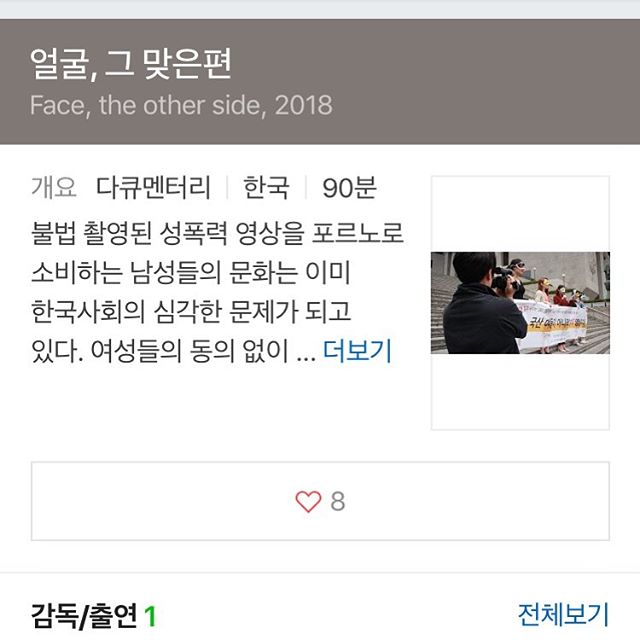 얼굴, 그 맞은편
Face, the other side, 2018
개요 다큐멘터리 한국 90분
불법 촬영된 성폭력 영상을 포르노로
소비하는 남성들의 문화는 이미
한국사회의 심각한 문제가 되고
있다. 여성들의 동의 없이 ... 더보기
국산
8
감독/출연 1 전체보기